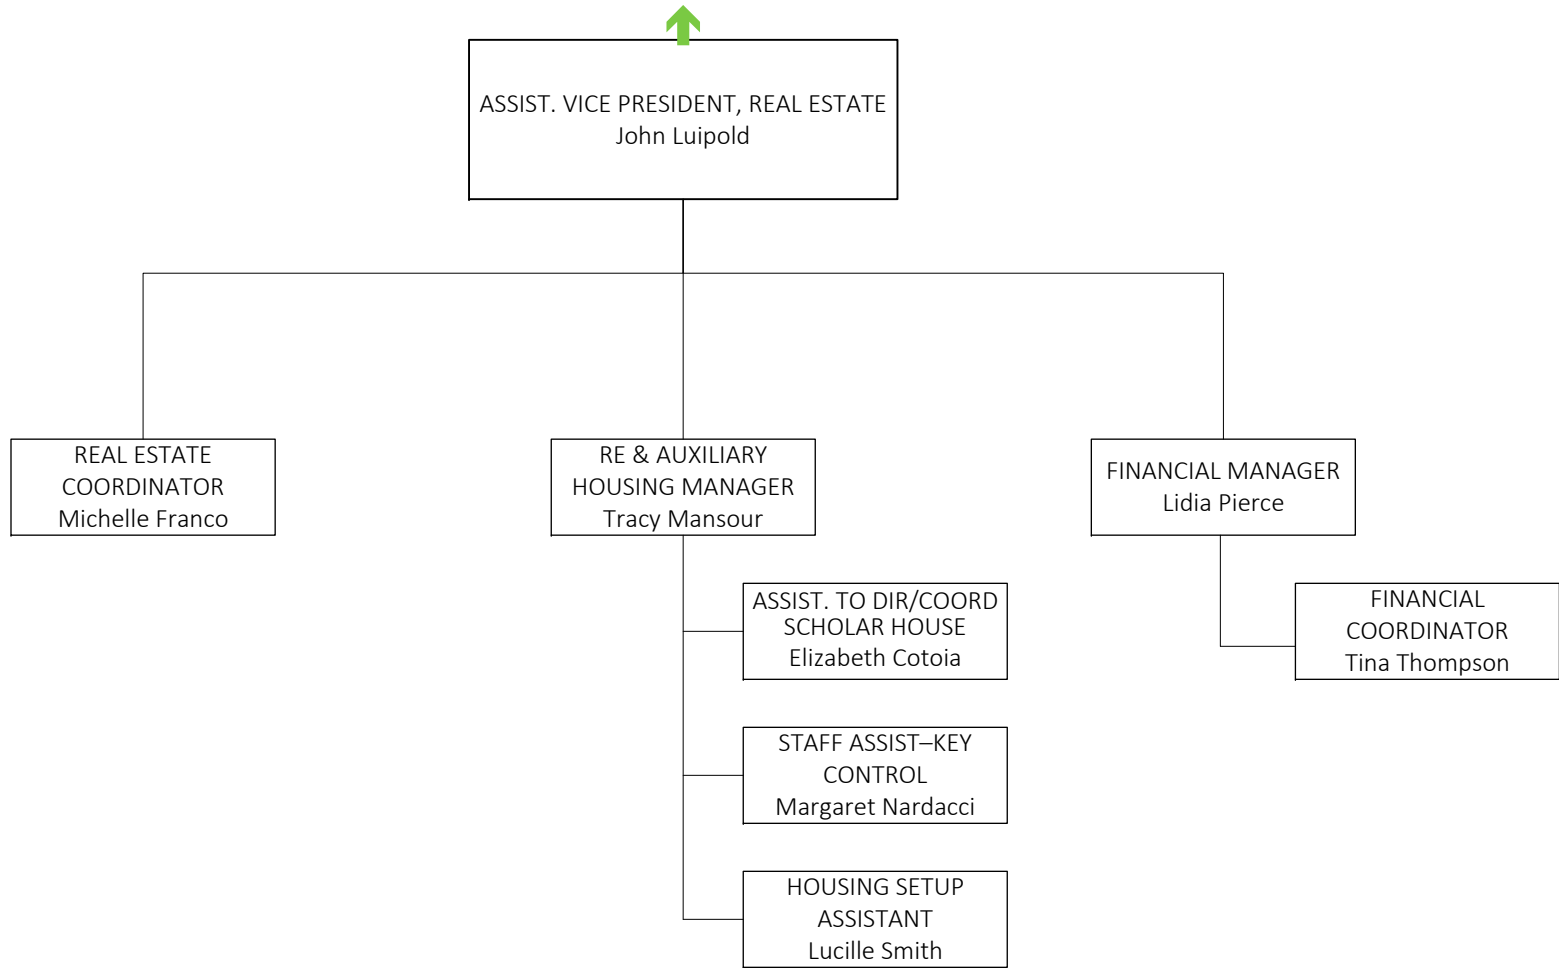 ASSIST. VICE PRESIDENT, REAL ESTATE
John Luipold
REAL ESTATE
COORDINATOR
Michelle Franco
RE & AUXILIARY
HOUSING MANAGER
Tracy Mansour
FINANCIAL MANAGER
Lidia Pierce
ASSIST. TO DIR/COORD
SCHOLAR HOUSE
Elizabeth Cotoia
FINANCIAL
COORDINATOR
Tina Thompson
STAFF ASSIST–KEY
CONTROL
Margaret Nardacci
HOUSING SETUP
ASSISTANT
Lucille Smith